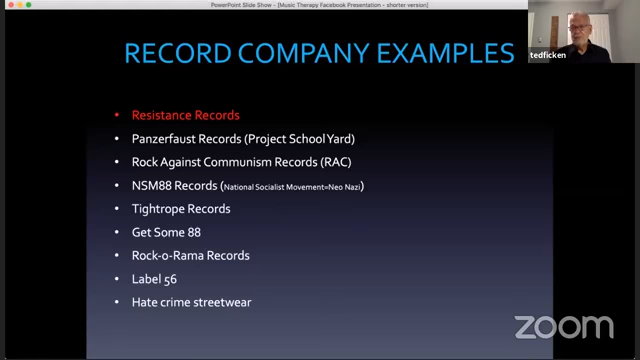 PowerPoint Slide Show - [Music Therapy Facebook Presentation - shorter version]
RECORD COMPANY EXAMPLES
tedficken
• Resistance Records
• Panzerfaust Records (Project School Yard)
• Rock Against Communism Records (RAC)
• NSM88 Records (National Socialist Movement=Neo Nazi)
• Tightrope Records
• Get Some 88
• Rock-o-Rama Records
• Label 56
• Hate crime streetwear
zoom